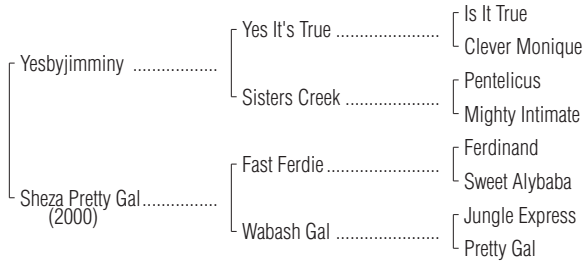 Is It True
Yes It's True ..................
Clever Monique
Yesbyjimminy .................
Pentelicus
Sisters Creek ................
Mighty Intimate
Ferdinand
Fast Ferdie ....................
Sweet Alybaba
Sheza Pretty Gal ...............
(2000)
Jungle Express
Wabash Gal ..................
Pretty Gal